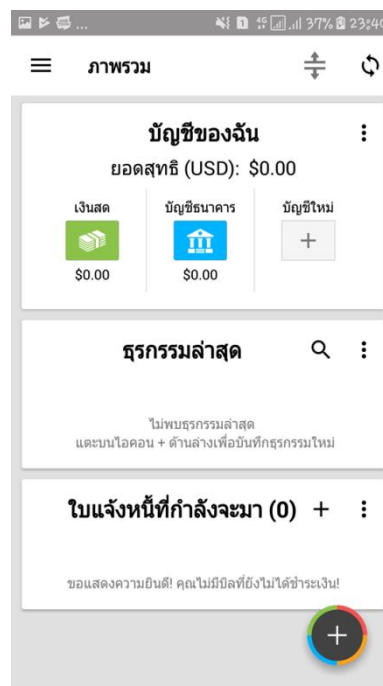 ... 1 4G 37% 23:40
ภาพรวม
บัญชีของฉัน
ยอดสุทธิ (USD): $0.00
เงินสด บัญชีธนาคาร บัญชีใหม่
$0.00 $0.00
ธุรกรรมล่าสุด
ไม่พบธุรกรรมล่าสุด
แตะบนไอคอน + ด้านล่างเพื่อบันทึกธุรกรรมใหม่
ใบแจ้งหนี้ที่กำลังจะมา (0)
ขอแสดงความยินดี! คุณไม่มีบิลที่ยังไม่ได้ชำระเงิน!